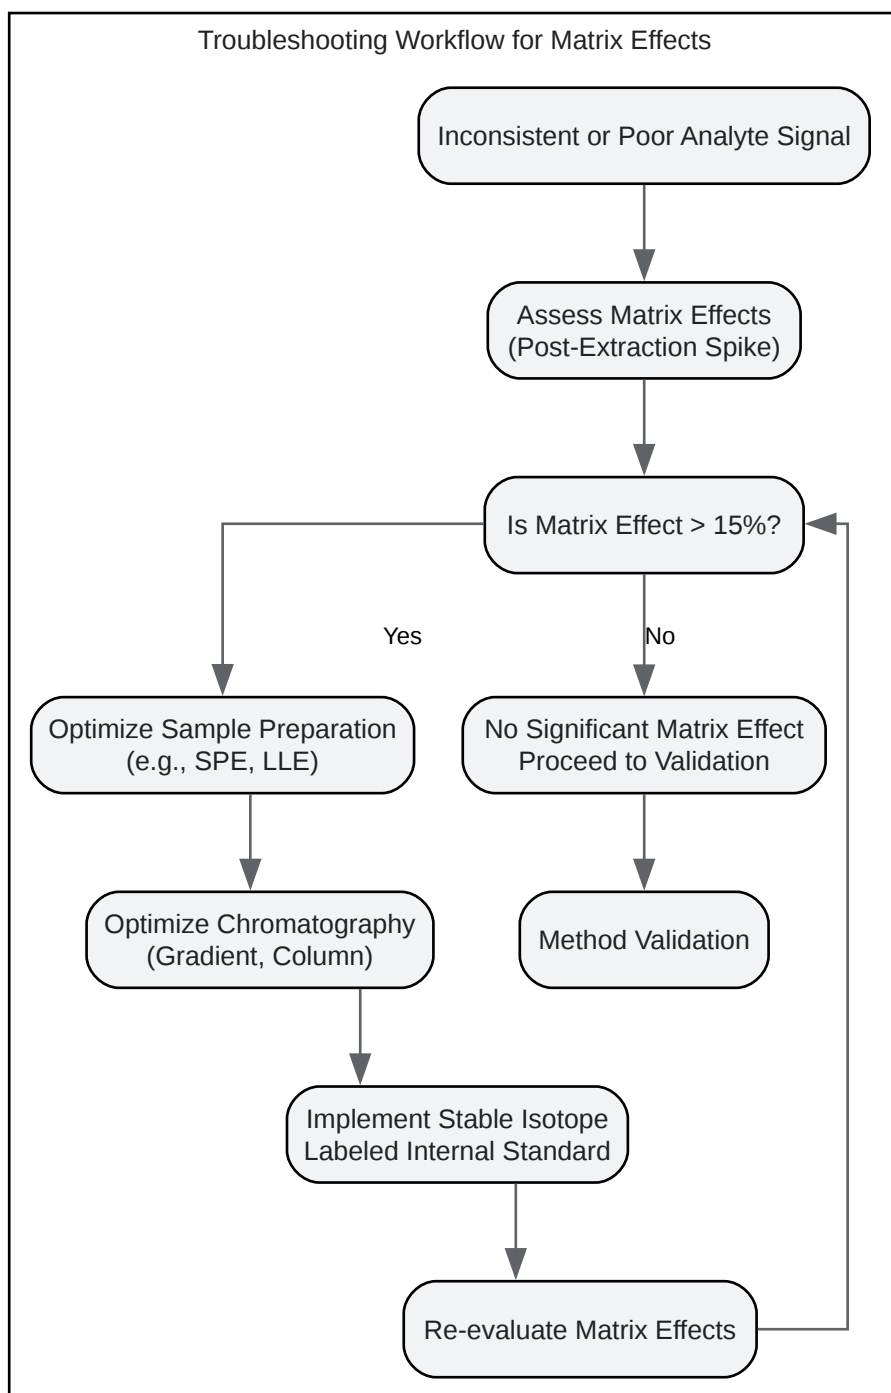 Troubleshooting Workflow for Matrix Effects
Inconsistent or Poor Analyte Signal
Assess Matrix Effects
(Post-Extraction Spike)
Is Matrix Effect > 15%?
Yes
No
Optimize Sample Preparation
(e.g., SPE, LLE)
No Significant Matrix Effect
Proceed to Validation
Optimize Chromatography
(Gradient, Column)
Method Validation
Implement Stable Isotope
Labeled Internal Standard
Re-evaluate Matrix Effects